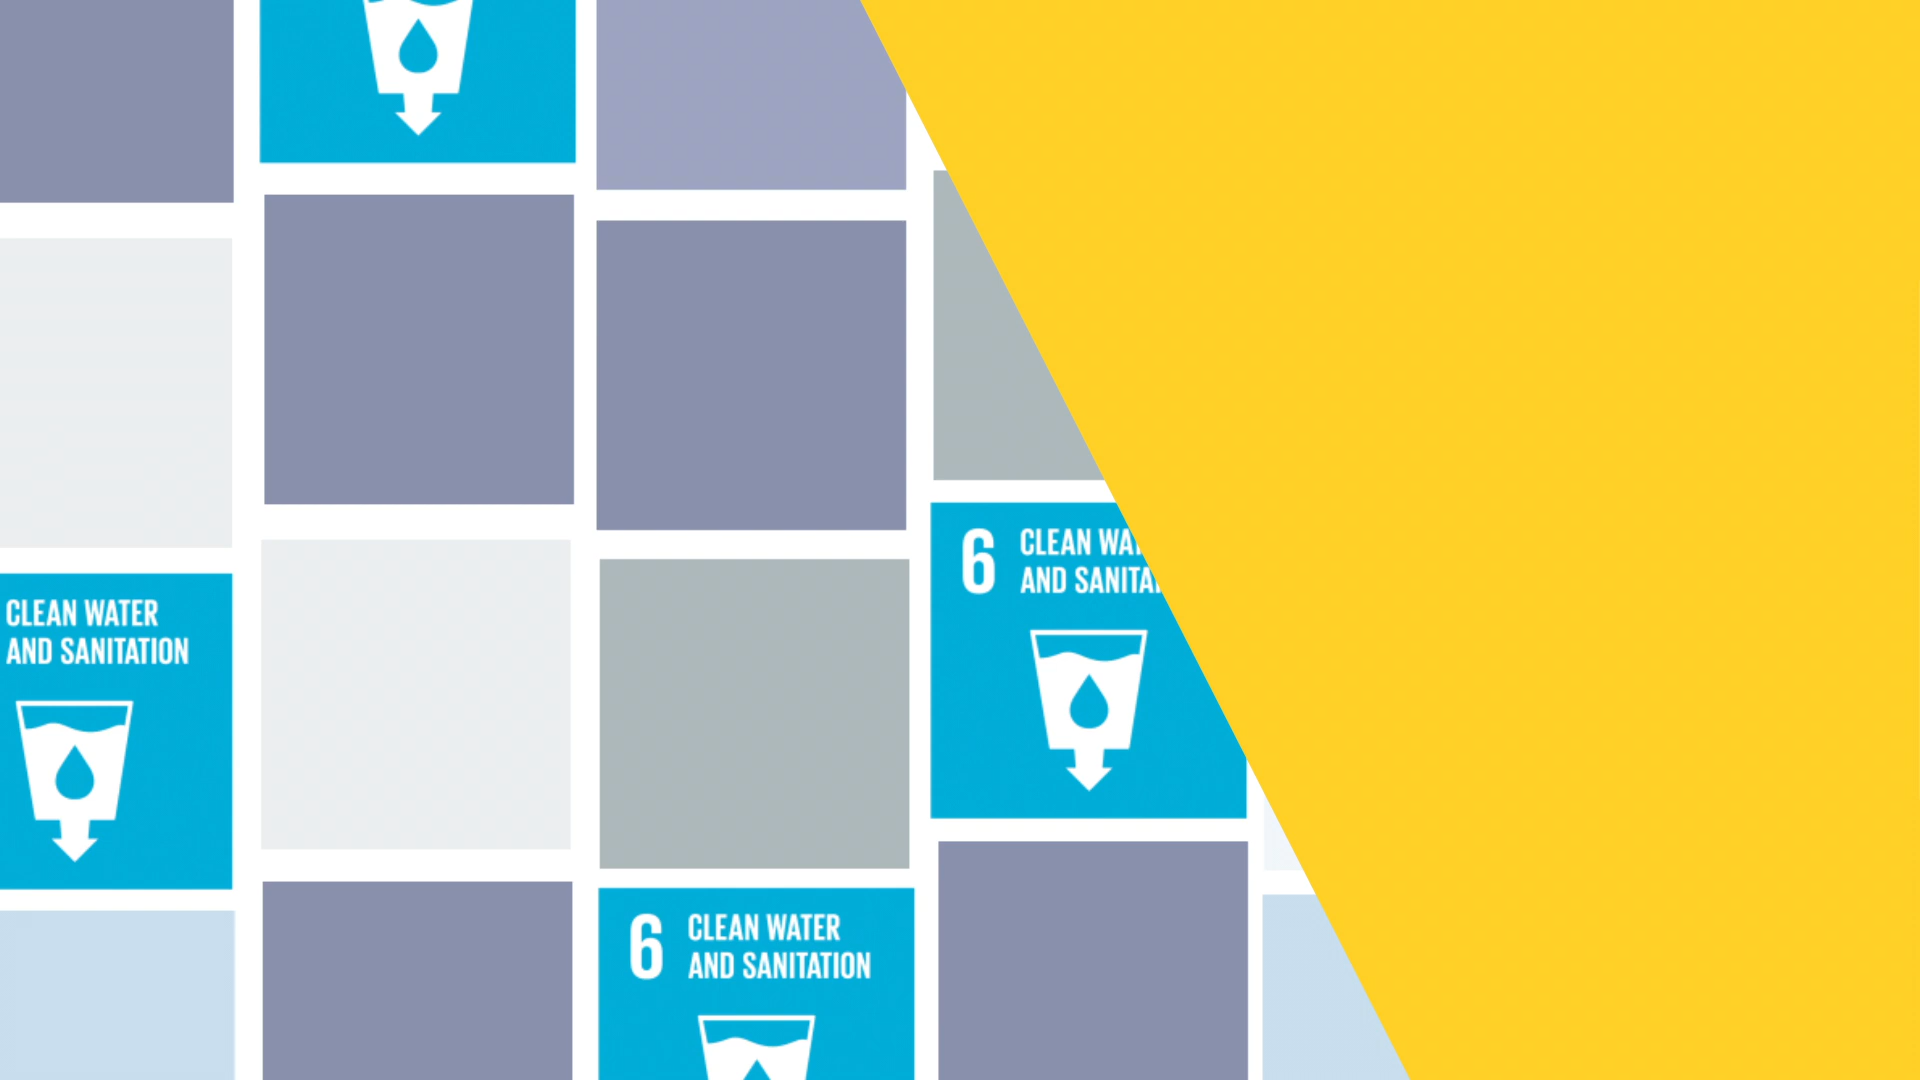 6 CLEAN WA
AND SANITA
CLEAN WATER
AND SANITATION
6 CLEAN WATER
AND SANITATION